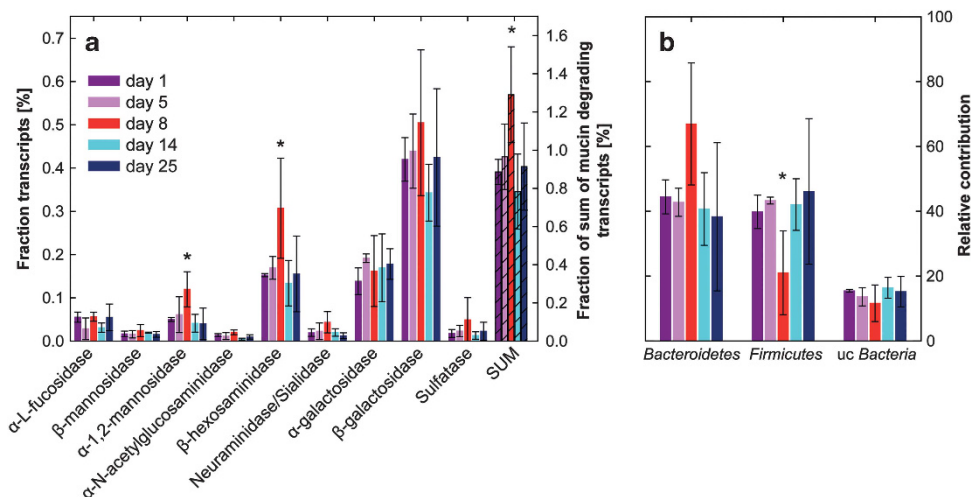 a
b
Fraction transcripts [%]
0.7
0.6
0.5
0.4
0.3
0.2
0.1
0.0
day 1
day 5
day 8
day 14
day 25
*
*
*
1.6
1.4
1.2
1.0
0.8
0.6
0.4
0.2
0.0
Fraction of sum of mucin degrading
transcripts [%]
α-L-fucosidase
β-mannosidase
α-1,2-mannosidase
α-N-acetylglucosaminidase
β-hexosaminidase
Neuraminidase/Sialidase
α-galactosidase
β-galactosidase
Sulfatase
SUM
*
100
80
60
40
20
0
Relative contribution
Bacteroidetes
Firmicutes
uc Bacteria